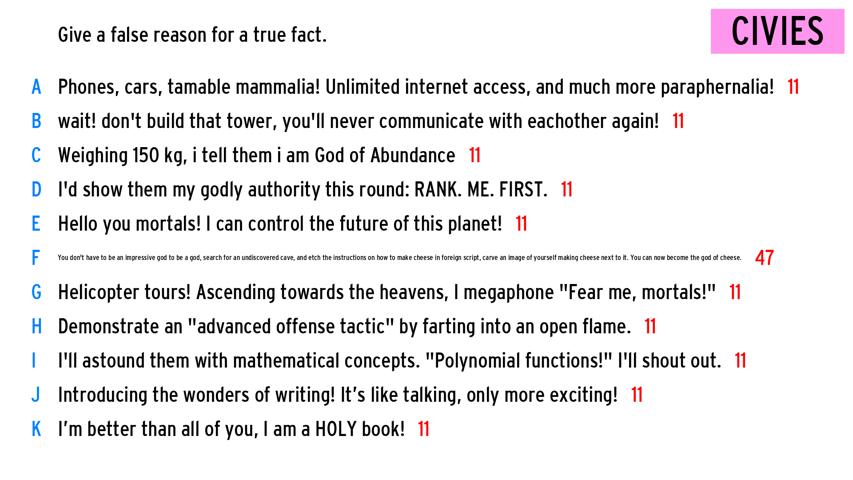 Give a false reason for a true fact.
CIVIES
A Phones, cars, tamable mammalia! Unlimited internet access, and much more paraphernalia! 11
B wait! don't build that tower, you'll never communicate with eachother again! 11
C Weighing 150 kg, i tell them i am God of Abundance 11
D I'd show them my godly authority this round: RANK. ME. FIRST. 11
E Hello you mortals! I can control the future of this planet! 11
F You don't have to be an impressive god to be a god, search for an undiscovered cave, and etch the instructions on how to make cheese in foreign script, carve an image of yourself making cheese next to it. You can now become the god of cheese. 47
G Helicopter tours! Ascending towards the heavens, I megaphone "Fear me, mortals!" 11
H Demonstrate an "advanced offense tactic" by farting into an open flame. 11
I I'll astound them with mathematical concepts. "Polynomial functions!" I'll shout out. 11
J Introducing the wonders of writing! It’s like talking, only more exciting! 11
K I’m better than all of you, I am a HOLY book! 11